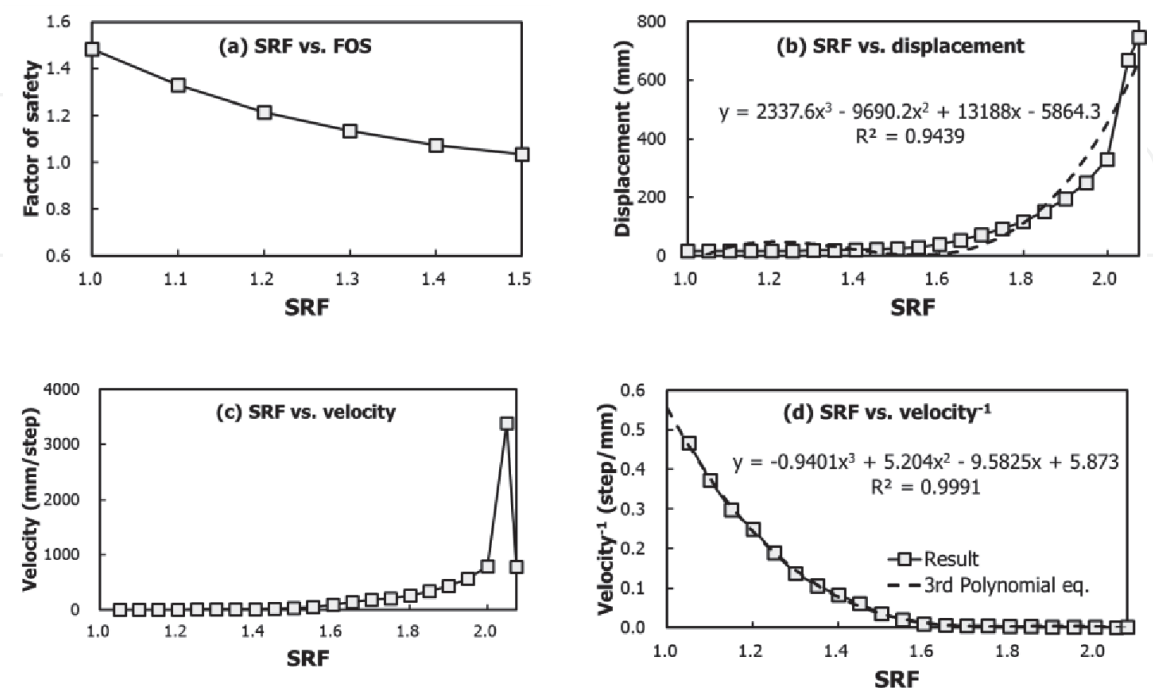 (a) SRF vs. FOS
Factor of safety
1.6
1.4
1.2
1.0
0.8
0.6
1.0 1.1 1.2 1.3 1.4 1.5
SRF
(b) SRF vs. displacement
Displacement (mm)
800
600
400
200
0
y = 2337.6x³ - 9690.2x² + 13188x - 5864.3
R² = 0.9439
1.0 1.2 1.4 1.6 1.8 2.0
SRF
(c) SRF vs. velocity
Velocity (mm/step)
4000
3000
2000
1000
0
1.0 1.2 1.4 1.6 1.8 2.0
SRF
(d) SRF vs. velocity⁻¹
Velocity⁻¹ (step/mm)
0.6
0.5
0.4
0.3
0.2
0.1
0.0
y = -0.9401x³ + 5.204x² - 9.5825x + 5.873
R² = 0.9991
Result
3rd Polynomial eq.
1.0 1.2 1.4 1.6 1.8 2.0
SRF